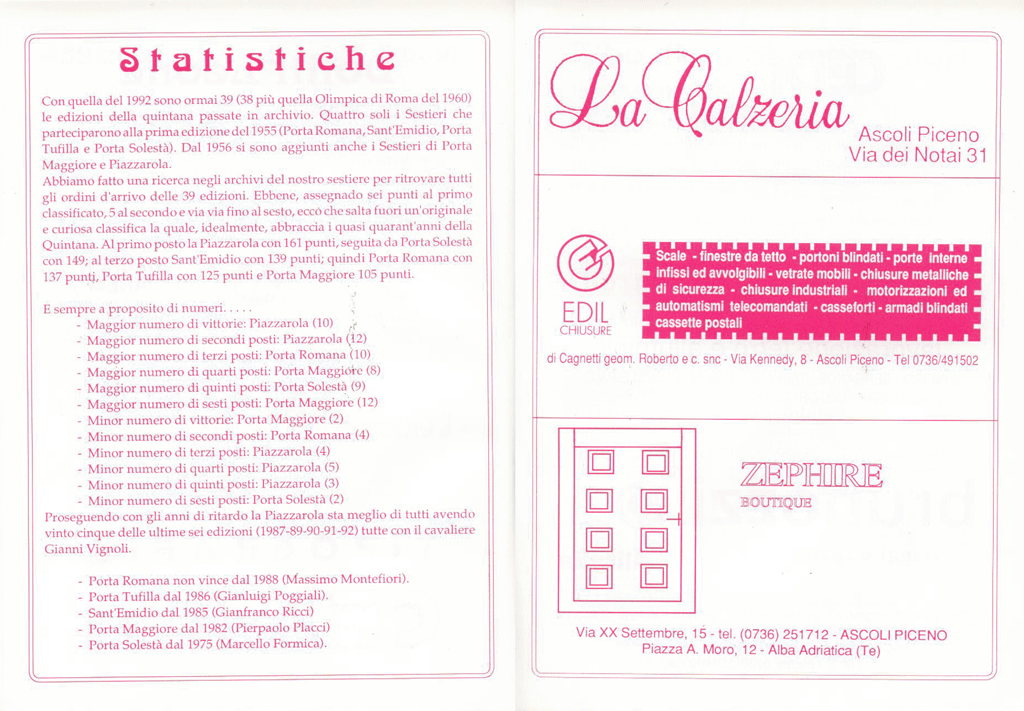 Statistiche
Con quella del 1992 sono ormai 39 (38 più quella Olimpica di Roma del 1960)
le edizioni della quintana passate in archivio. Quattro soli i Sestieri che
parteciparono alla prima edizione del 1955 (Porta Romana, Sant'Emidio, Porta
Tufilla e Porta Solestà). Dal 1956 si sono aggiunti anche i Sestieri di Porta
Maggiore e Piazzarola.
Abbiamo fatto una ricerca negli archivi del nostro sestiere per ritrovare tutti
gli ordini d'arrivo delle 39 edizioni. Ebbene, assegnado sei punti al primo
classificato, 5 al secondo e via via fino al sesto, ecco che salta fuori un'originale
e curiosa classifica la quale, idealmente, abbraccia i quasi quarant'anni della
Quintana. Al primo posto la Piazzarola con 161 punti, seguita da Porta Solestà
con 149; al terzo posto Sant'Emidio con 139 punti; quindi Porta Romana con
137 punti, Porta Tufilla con 125 punti e Porta Maggiore 105 punti.
E sempre a proposito di numeri. . . . .
- Maggior numero di vittorie: Piazzarola (10)
- Maggior numero di secondi posti: Piazzarola (12)
- Maggior numero di terzi posti: Porta Romana (10)
- Maggior numero di quarti posti: Porta Maggiore (8)
- Maggior numero di quinti posti: Porta Solestà (9)
- Maggior numero di sesti posti: Porta Maggiore (12)
- Minor numero di vittorie: Porta Maggiore (2)
- Minor numero di secondi posti: Porta Romana (4)
- Minor numero di terzi posti: Piazzarola (4)
- Minor numero di quarti posti: Piazzarola (5)
- Minor numero di quinti posti: Piazzarola (3)
- Minor numero di sesti posti: Porta Solestà (2)
Proseguendo con gli anni di ritardo la Piazzarola sta meglio di tutti avendo
vinto cinque delle ultime sei edizioni (1987-89-90-91-92) tutte con il cavaliere
Gianni Vignoli.
- Porta Romana non vince dal 1988 (Massimo Montefiori).
- Porta Tufilla dal 1986 (Gianluigi Poggiali).
- Sant'Emidio dal 1985 (Gianfranco Ricci)
- Porta Maggiore dal 1982 (Pierpaolo Placci)
- Porta Solestà dal 1975 (Marcello Formica).
La Calzeria
Ascoli Piceno
Via dei Notai 31
EDIL
CHIUSURE
Scale - finestre da tetto - portoni blindati - porte interne
infissi ed avvolgibili - vetrate mobili - chiusure metalliche
di sicurezza - chiusure industriali - motorizzazioni ed
automatismi telecomandati - casseforti - armadi blindati
cassette postali
di Cagnetti geom. Roberto e c. snc - Via Kennedy, 8 - Ascoli Piceno - Tel 0736/491502
ZEPHIRE
BOUTIQUE
Via XX Settembre, 15 - tel. (0736) 251712 - ASCOLI PICENO
Piazza A. Moro, 12 - Alba Adriatica (Te)